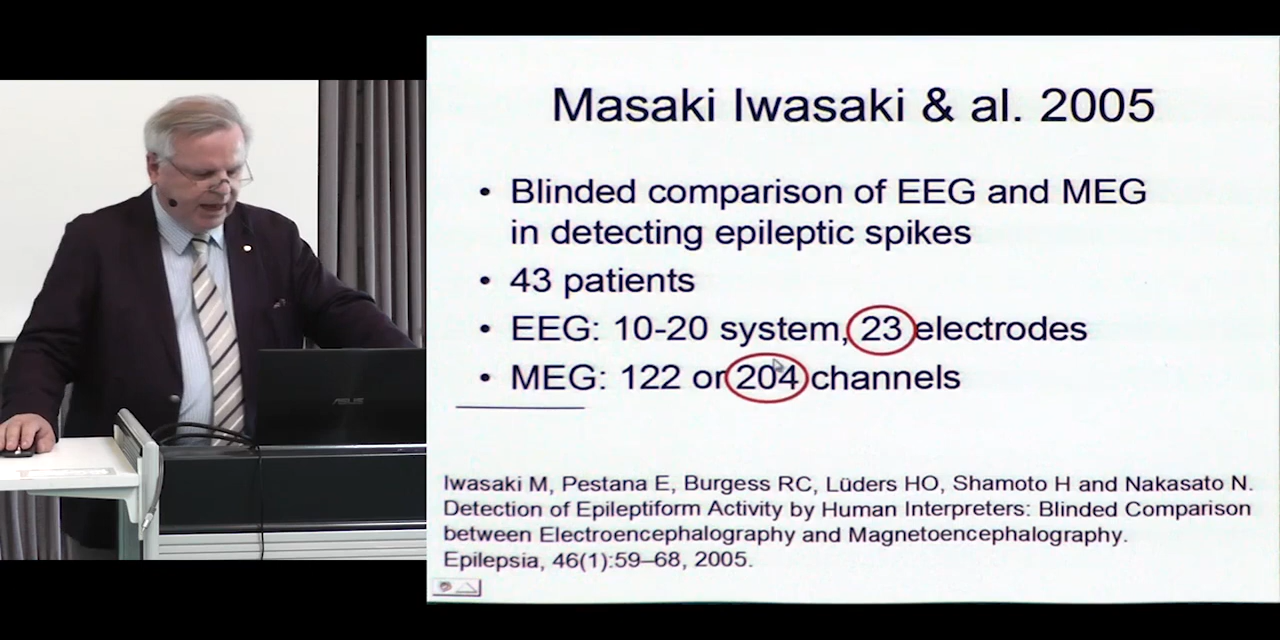 Masaki Iwasaki & al. 2005
• Blinded comparison of EEG and MEG
in detecting epileptic spikes
• 43 patients
• EEG: 10-20 system, 23 electrodes
• MEG: 122 or 204 channels
Iwasaki M, Pestana E, Burgess RC, Lüders HO, Shamoto H and Nakasato N.
Detection of Epileptiform Activity by Human Interpreters: Blinded Comparison
between Electroencephalography and Magnetoencephalography.
Epilepsia, 46(1):59–68, 2005.
ASUS